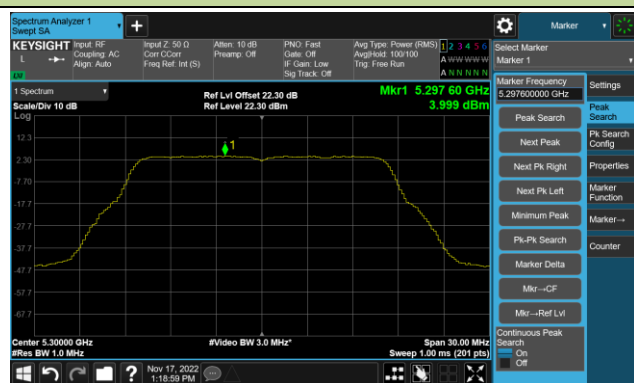 Spectrum Analyzer 1
Swept SA
+
Marker
KEYSIGHT
L
LNI
Input: RF
Coupling: AC
Align: Auto
Input Z: 50 Ω
Corr CCorr
Freq Ref: Int (S)
Atten: 10 dB
Preamp: Off
PNO: Fast
Gate: Off
IF Gain: Low
Sig Track: Off
Avg Type: Power (RMS)
Avg|Hold: 100/100
Trig: Free Run
1 2 3 4 5 6
A W W W W W
A N N N N N
Select Marker
Marker 1
1 Spectrum
Scale/Div 10 dB
Log
Ref Lvl Offset 22.30 dB
Ref Level 22.30 dBm
Mkr1 5.297 60 GHz
3.999 dBm
12.3
2.30
-7.70
-17.7
-27.7
-37.7
-47.7
-57.7
-67.7
1
Center 5.30000 GHz
#Res BW 1.0 MHz
#Video BW 3.0 MHz*
Span 30.00 MHz
Sweep 1.00 ms (201 pts)
Marker Frequency
5.297600000 GHz
Peak Search
Next Peak
Next Pk Right
Next Pk Left
Minimum Peak
Pk-Pk Search
Marker Delta
Mkr→CF
Mkr→Ref Lvl
Continuous Peak
Search
On
Off
Settings
Peak
Search
Pk Search
Config
Properties
Marker
Function
Marker→
Counter
?
Nov 17, 2022
1:18:59 PM